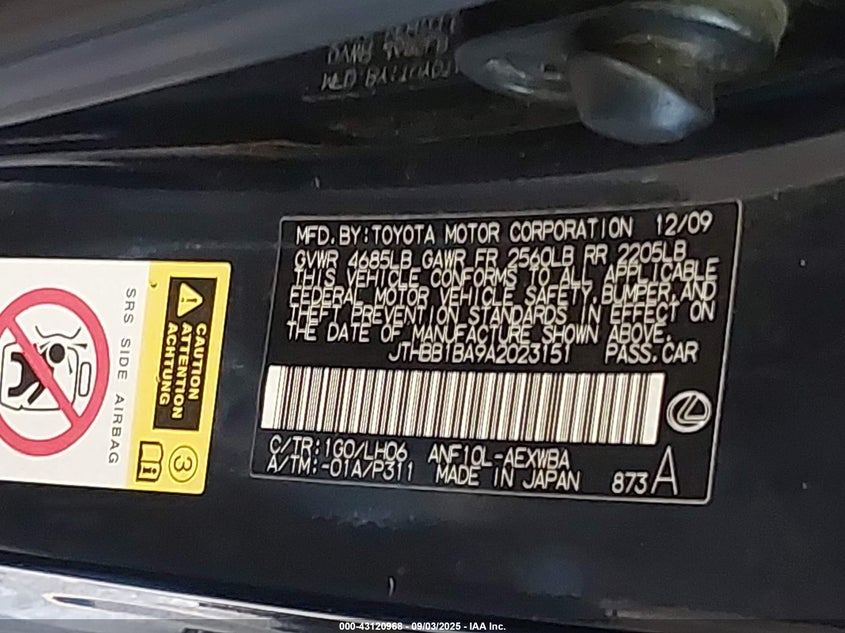 MFD.BY:TOYOTA MOTOR CORPORATION 12/09
GVWR 4685LB GAWR FR 2560LB RR 2205LB
THIS VEHICLE CONFORMS TO ALL APPLICABLE
FEDERAL MOTOR VEHICLE SAFETY, BUMPER, AND
THEFT PREVENTION STANDARDS IN EFFECT ON
THE DATE OF MANUFACTURE SHOWN ABOVE.
JTHBB1BA9A2023151 PASS.CAR
C/TR:1G0/LH06 ANF10L-AEXWBA
A/TM:-01A/P311 MADE IN JAPAN 873A
SRS SIDE AIRBAG
CAUTION
ATTENTION
ACHTUNG
3
000-43120968 - 09/03/2025 - IAA Inc.